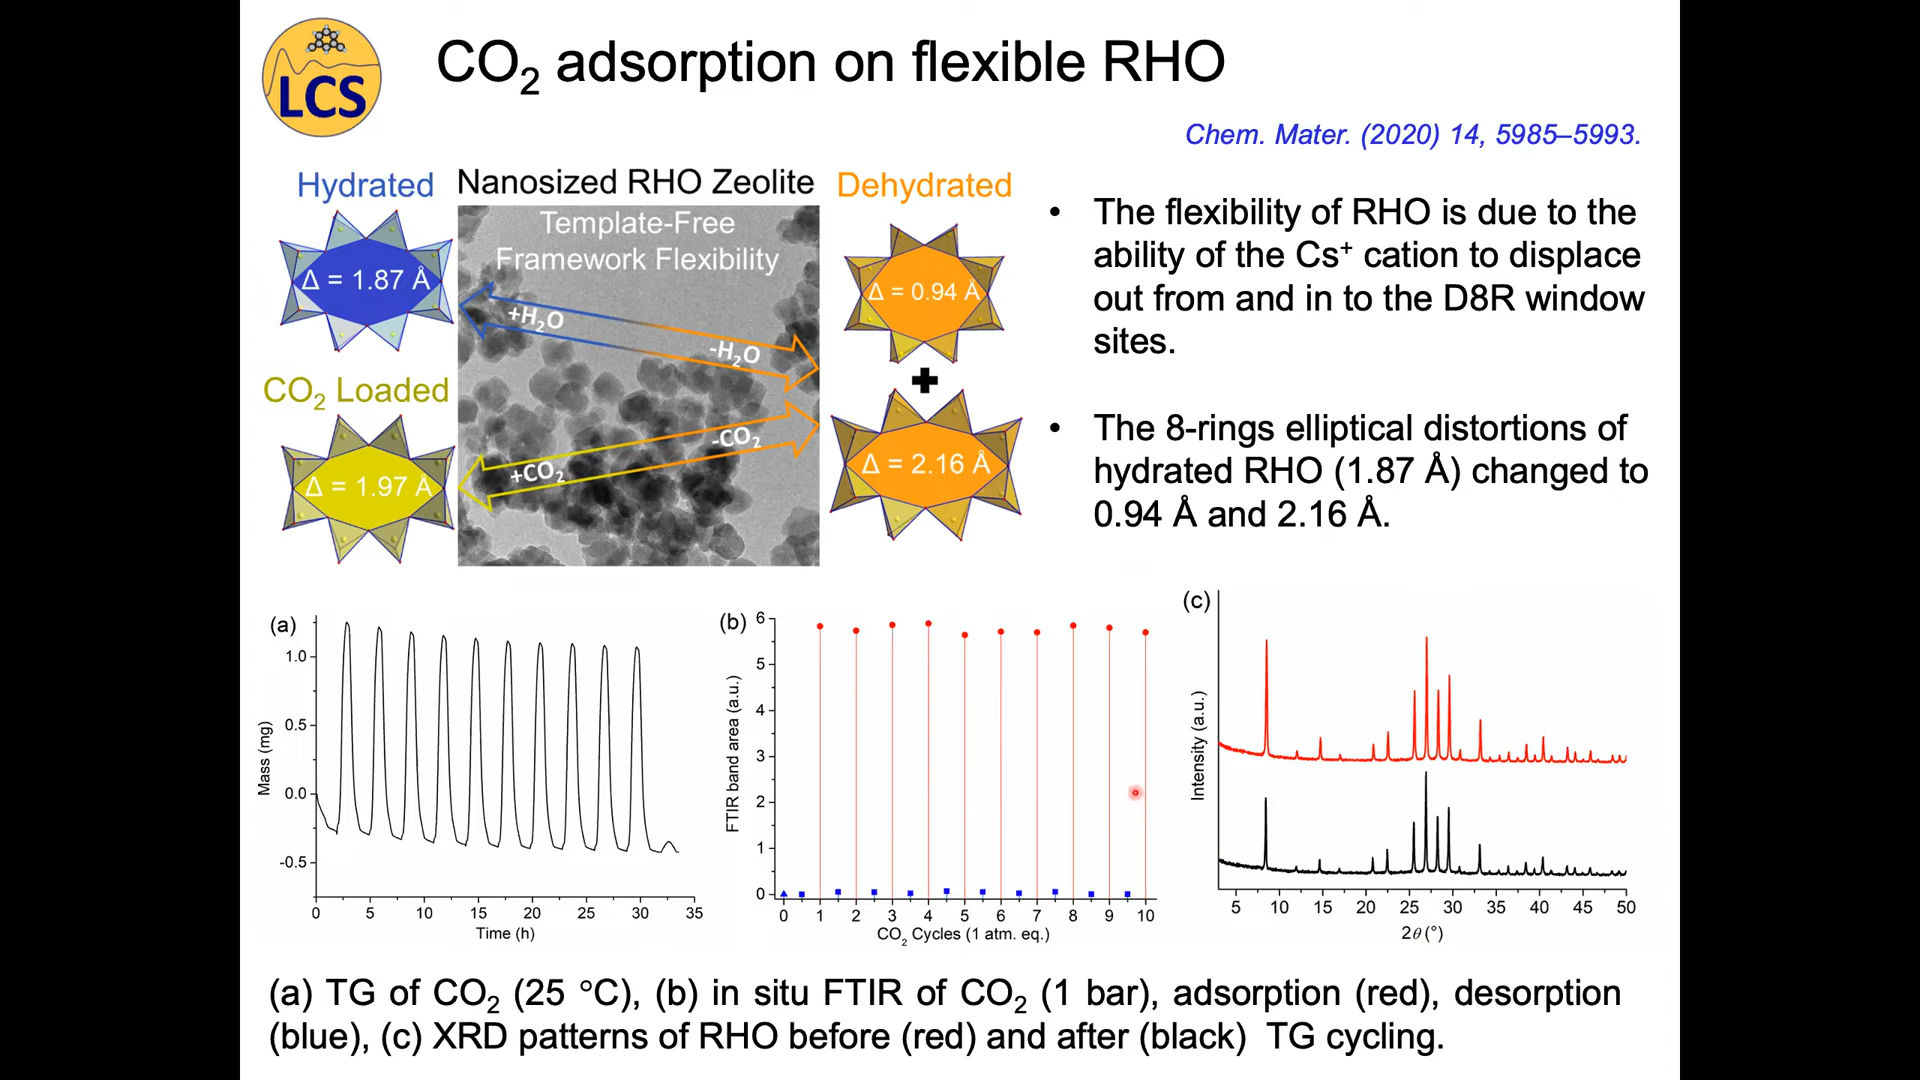 LCS
CO₂ adsorption on flexible RHO
Chem. Mater. (2020) 14, 5985–5993.
Hydrated
Nanosized RHO Zeolite
Dehydrated
Template-Free
Framework Flexibility
Δ = 1.87 Å
Δ = 0.94 Å
+H₂O
-H₂O
CO₂ Loaded
-CO₂
+CO₂
Δ = 1.97 Å
Δ = 2.16 Å
• The flexibility of RHO is due to the
ability of the Cs⁺ cation to displace
out from and in to the D8R window
sites.
• The 8-rings elliptical distortions of
hydrated RHO (1.87 Å) changed to
0.94 Å and 2.16 Å.
(a)
Mass (mg)
1.0
0.5
0.0
-0.5
0 5 10 15 20 25 30 35
Time (h)
(b)
FTIR band area (a.u.)
6
5
4
3
2
1
0
0 1 2 3 4 5 6 7 8 9 10
CO₂ Cycles (1 atm. eq.)
(c)
Intensity (a.u.)
5 10 15 20 25 30 35 40 45 50
2θ (°)
(a) TG of CO₂ (25 °C), (b) in situ FTIR of CO₂ (1 bar), adsorption (red), desorption
(blue), (c) XRD patterns of RHO before (red) and after (black) TG cycling.